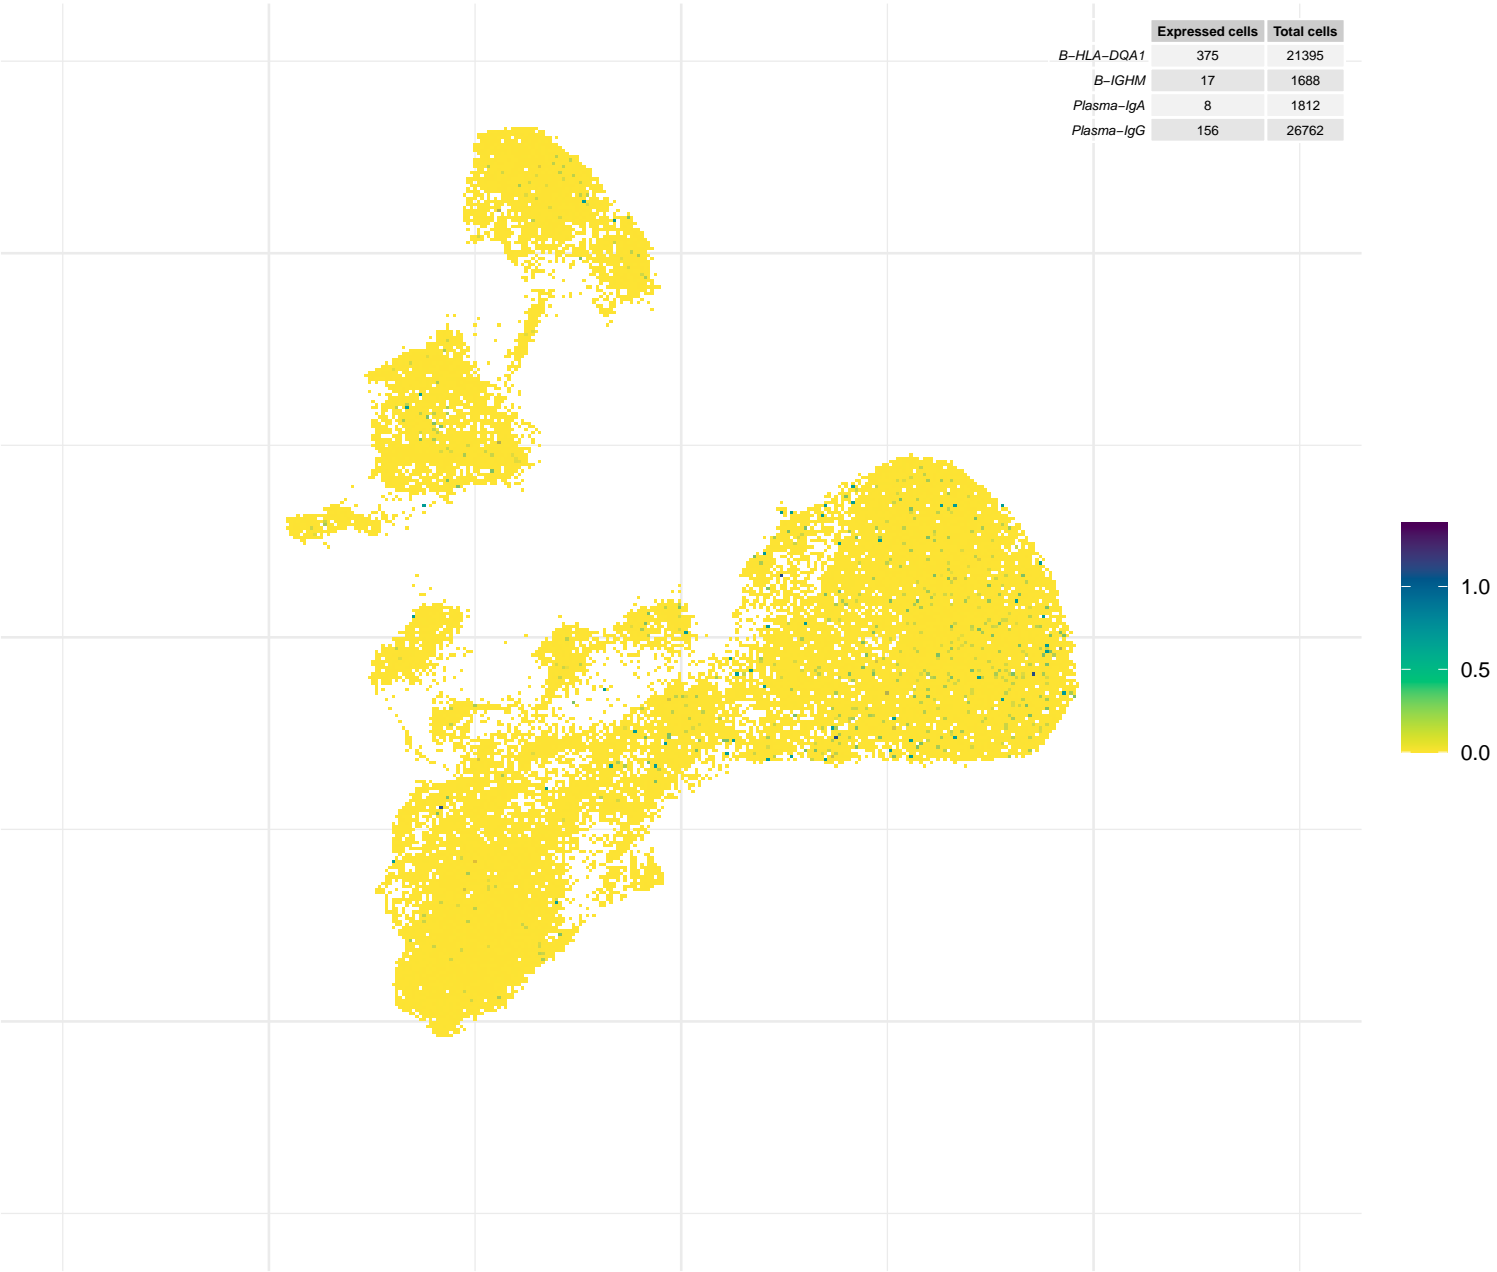 Expressed cells Total cells
B−HLA−DQA1 375 21395
B−IGHM 17 1688
Plasma−IgA 8 1812
Plasma−IgG 156 26762
1.0
0.5
0.0